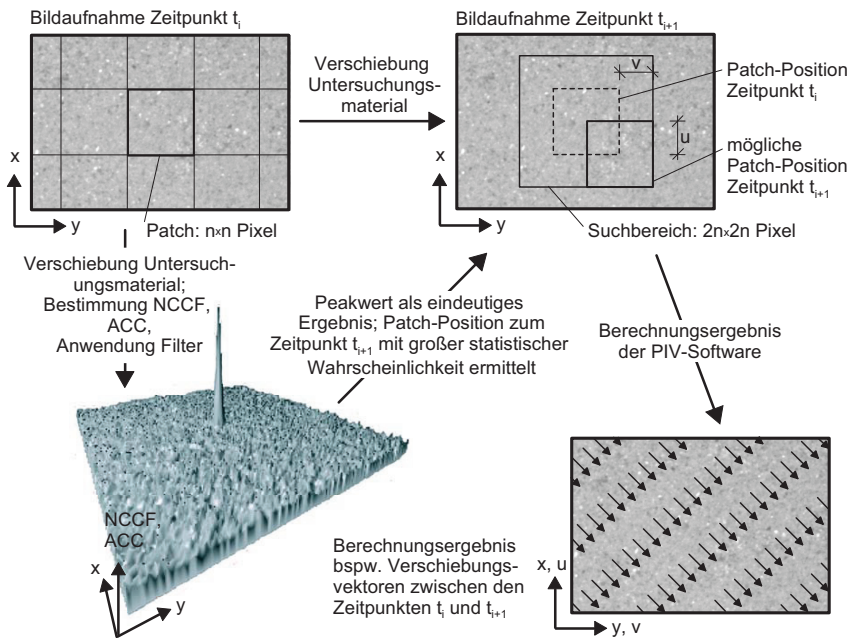 Bildaufnahme Zeitpunkt tᵢ
x
y
Patch: n×n Pixel
Verschiebung
Untersuchungs-
material
Bildaufnahme Zeitpunkt tᵢ₊₁
v
u
x
y
Patch-Position
Zeitpunkt tᵢ
mögliche
Patch-Position
Zeitpunkt tᵢ₊₁
Suchbereich: 2n×2n Pixel
Verschiebung Untersuch-
ungsmaterial;
Bestimmung NCCF,
ACC,
Anwendung Filter
Peakwert als eindeutiges
Ergebnis; Patch-Position zum
Zeitpunkt tᵢ₊₁ mit großer statistischer
Wahrscheinlichkeit ermittelt
Berechnungsergebnis
der PIV-Software
NCCF,
ACC
x
y
Berechnungsergebnis
bspw. Verschiebungs-
vektoren zwischen den
Zeitpunkten tᵢ und tᵢ₊₁
x, u
y, v